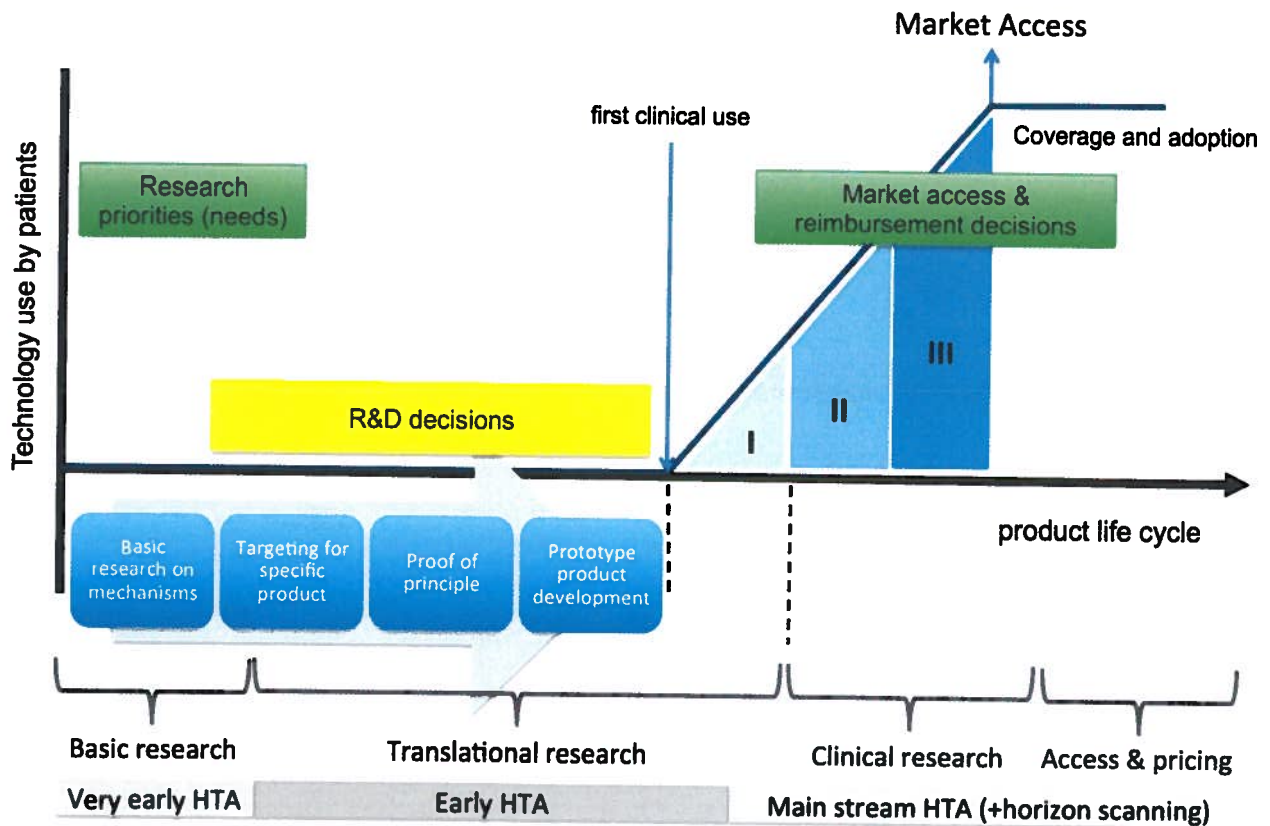 Market Access
first clinical use
Coverage and adoption
Technology use by patients
Research
priorities (needs)
Market access &
reimbursement decisions
R&D decisions
I
II
III
product life cycle
Basic
research on
mechanisms
Targeting for
specific
product
Proof of
principle
Prototype
product
development
Basic research
Translational research
Clinical research
Access & pricing
Very early HTA
Early HTA
Main stream HTA (+horizon scanning)